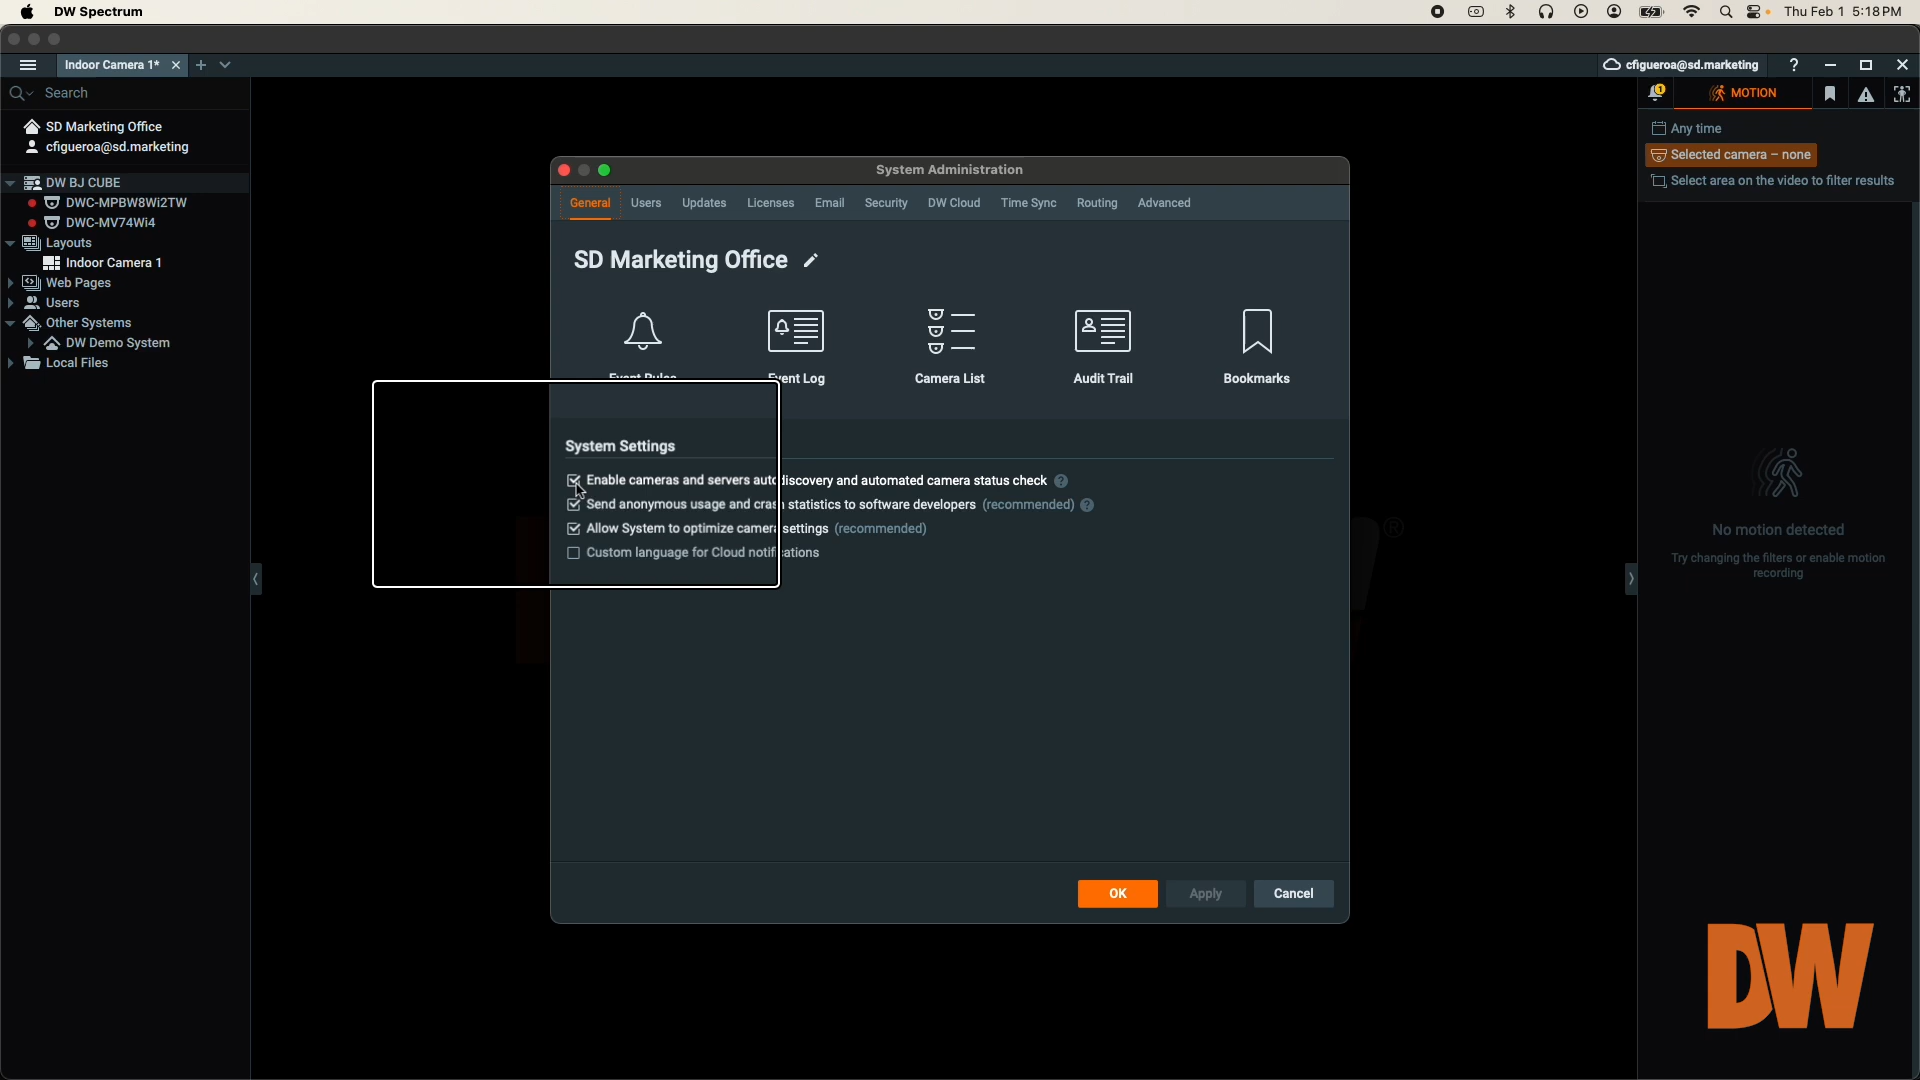 DW Spectrum
Thu Feb 1 5:18 PM
Indoor Camera 1*
cfigueroa@sd.marketing
?
Search
1
MOTION
SD Marketing Office
cfigueroa@sd.marketing
DW BJ CUBE
DWC-MPBW8Wi2TW
DWC-MV74Wi4
Layouts
Indoor Camera 1
Web Pages
Users
Other Systems
DW Demo System
Local Files
System Administration
General Users Updates Licenses Email Security DW Cloud Time Sync Routing Advanced
SD Marketing Office
Event Rules
Event Log
Camera List
Audit Trail
Bookmarks
System Settings
Enable cameras and servers autodiscovery and automated camera status check ?
Send anonymous usage and crash statistics to software developers (recommended) ?
Allow System to optimize camera settings (recommended)
Custom language for Cloud notifications
OK
Apply
Cancel
Any time
Selected camera – none
Select area on the video to filter results
No motion detected
Try changing the filters or enable motion
recording
DW
®